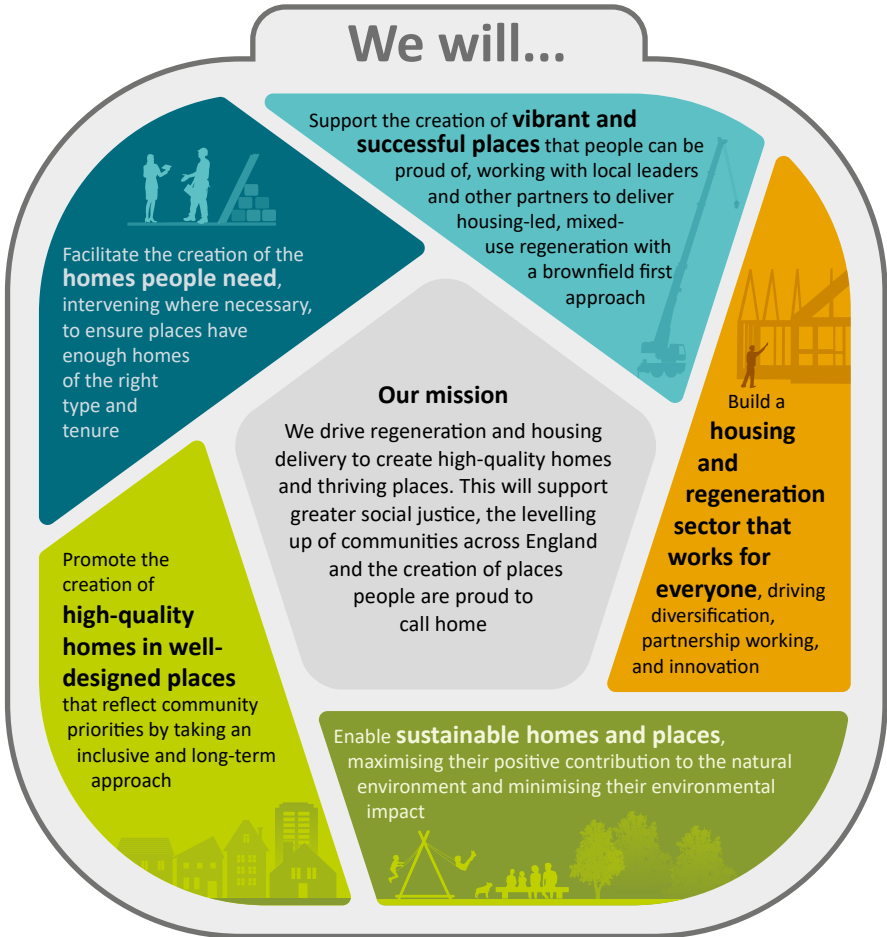 We will...
Support the creation of vibrant and
successful places that people can be
proud of, working with local leaders
and other partners to deliver
housing-led, mixed-
use regeneration with
a brownfield first
approach
Build a
housing
and
regeneration
sector that
works for
everyone, driving
diversification,
partnership working,
and innovation
Enable sustainable homes and places,
maximising their positive contribution to the natural
environment and minimising their environmental
impact
Promote the
creation of
high-quality
homes in well-
designed places
that reflect community
priorities by taking an
inclusive and long-term
approach
Facilitate the creation of the
homes people need,
intervening where necessary,
to ensure places have
enough homes
of the right
type and
tenure
Our mission
We drive regeneration and housing
delivery to create high-quality homes
and thriving places. This will support
greater social justice, the levelling
up of communities across England
and the creation of places
people are proud to
call home